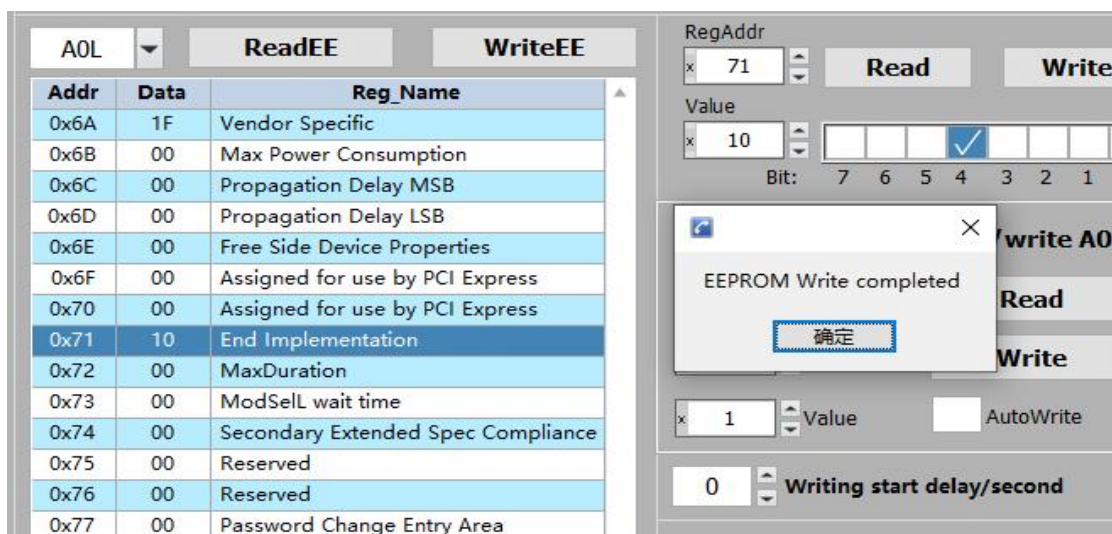 A0L ReadEE WriteEE
Addr Data Reg_Name
0x6A 1F Vendor Specific
0x6B 00 Max Power Consumption
0x6C 00 Propagation Delay MSB
0x6D 00 Propagation Delay LSB
0x6E 00 Free Side Device Properties
0x6F 00 Assigned for use by PCI Express
0x70 00 Assigned for use by PCI Express
0x71 10 End Implementation
0x72 00 MaxDuration
0x73 00 ModSelL wait time
0x74 00 Secondary Extended Spec Compliance
0x75 00 Reserved
0x76 00 Reserved
0x77 00 Password Change Entry Area
RegAddr
x 71 Read Write
Value
x 10
Bit: 7 6 5 4 3 2 1
/write A0
EEPROM Write completed
确定
Read
Write
x 1 Value AutoWrite
0 Writing start delay/second